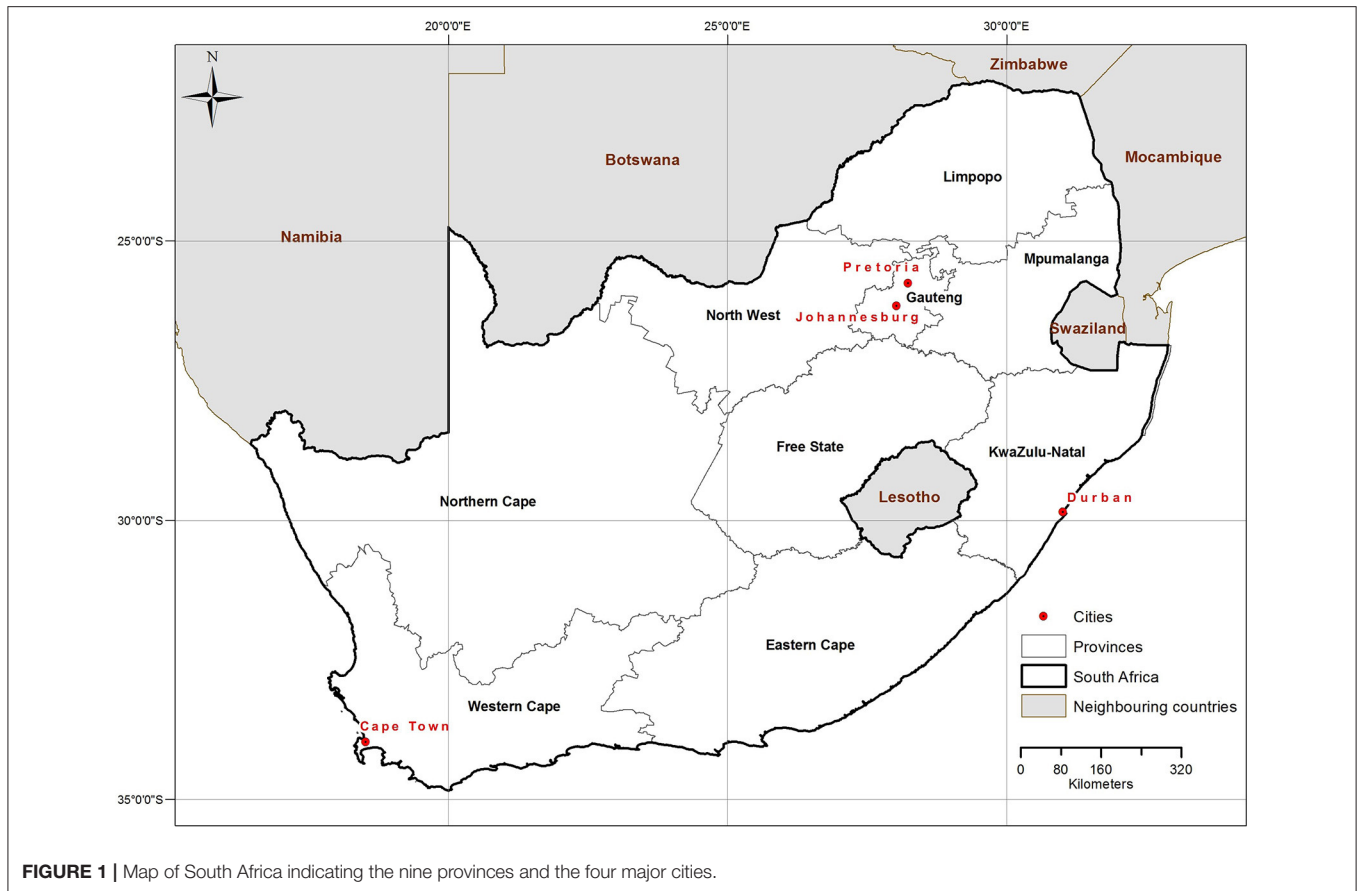 20°0'0"E
25°0'0"E
30°0'0"E
N
Zimbabwe
Botswana
Mocambique
Limpopo
Namibia
25°0'0"S
Mpumalanga
Pretoria
Gauteng
North West
Johannesburg
Swaziland
Free State
KwaZulu-Natal
Lesotho
Durban
Northern Cape
30°0'0"S
Cities
Provinces
Eastern Cape
South Africa
Western Cape
Neighbouring countries
Cape Town
0 80 160 320
Kilometers
35°0'0"S
FIGURE 1 | Map of South Africa indicating the nine provinces and the four major cities.